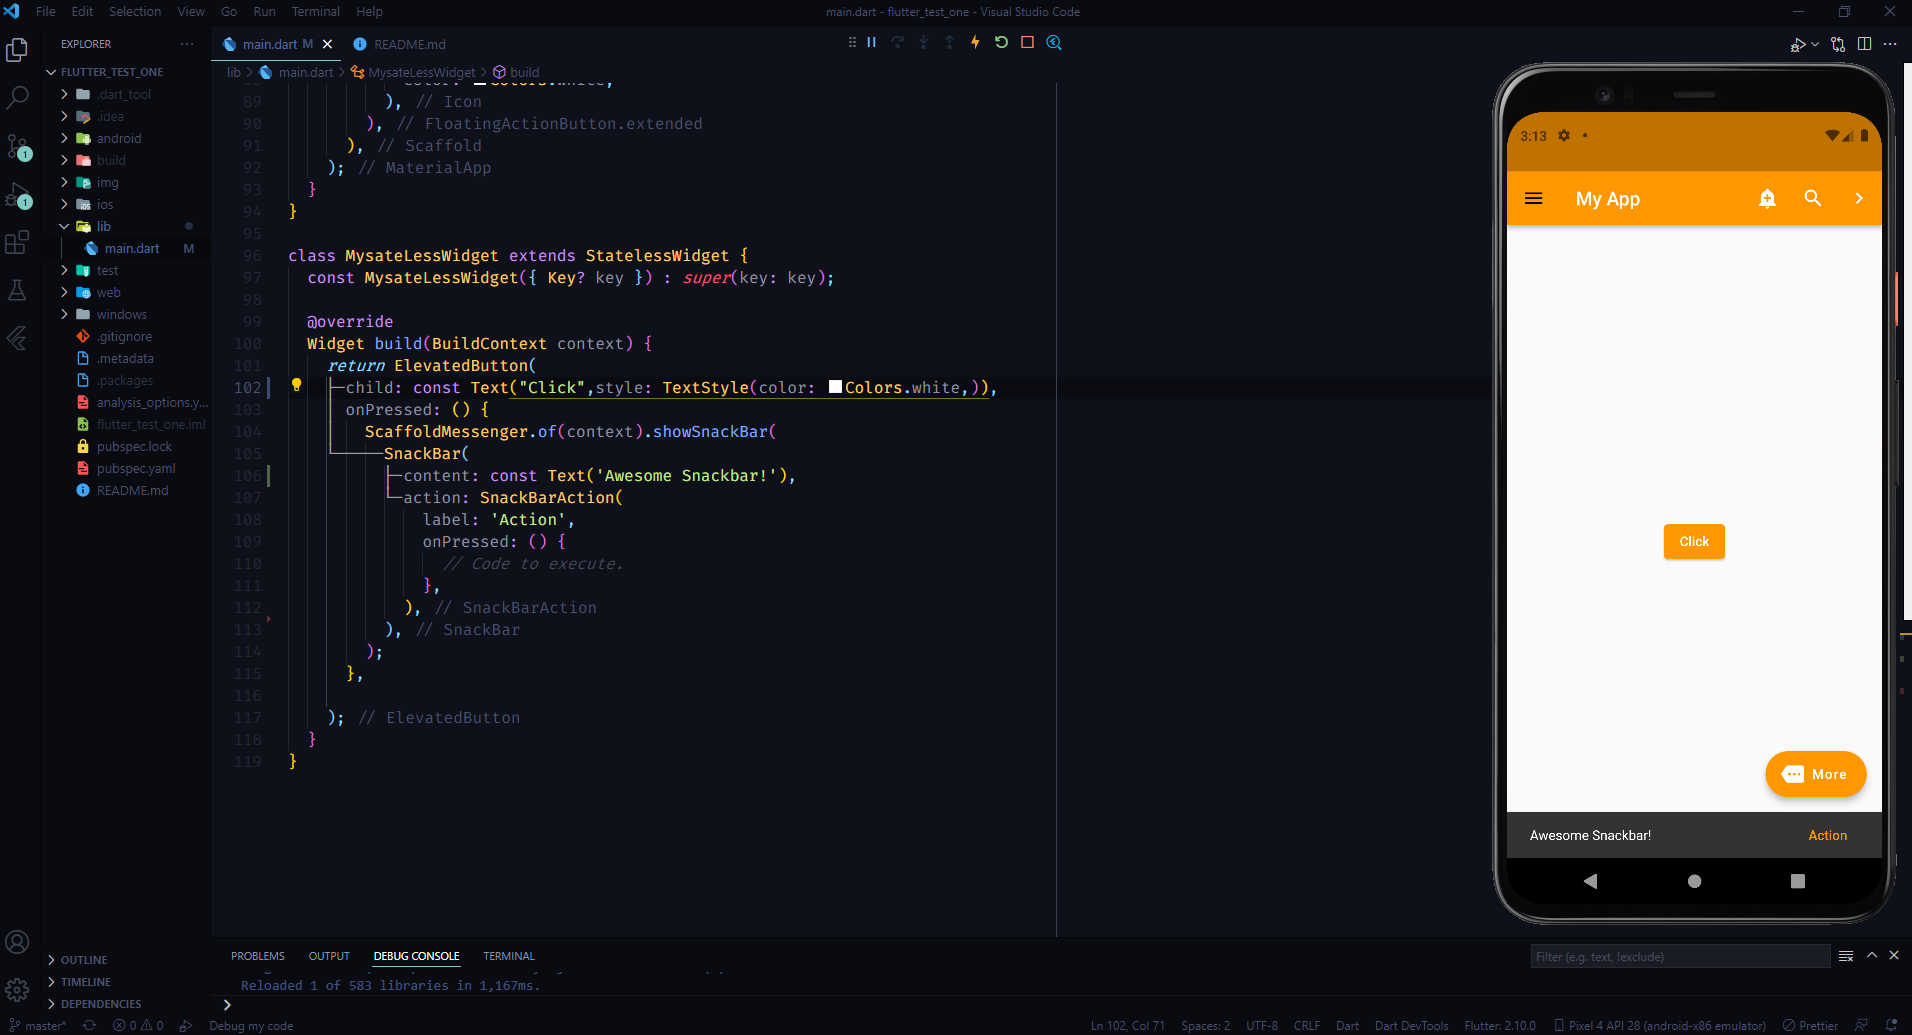 File Edit Selection View Go Run Terminal Help
main.dart - flutter_test_one - Visual Studio Code
EXPLORER
FLUTTER_TEST_ONE
.dart_tool
.idea
android
build
img
ios
lib
main.dart M
test
web
windows
.gitignore
.metadata
.packages
analysis_options.y...
flutter_test_one.iml
pubspec.lock
pubspec.yaml
README.md
OUTLINE
TIMELINE
DEPENDENCIES
1
1
main.dart M README.md
lib > main.dart > MysateLessWidget > build
89 ), // Icon
90 ), // FloatingActionButton.extended
91 ), // Scaffold
92 ); // MaterialApp
93 }
94 }
95
96 class MysateLessWidget extends StatelessWidget {
97 const MysateLessWidget({ Key? key }) : super(key: key);
98
99 @override
100 Widget build(BuildContext context) {
101 return ElevatedButton(
102 child: const Text("Click",style: TextStyle(color: Colors.white,)),
103 onPressed: () {
104 ScaffoldMessenger.of(context).showSnackBar(
105 SnackBar(
106 content: const Text('Awesome Snackbar!'),
107 action: SnackBarAction(
108 label: 'Action',
109 onPressed: () {
110 // Code to execute.
111 },
112 ), // SnackBarAction
113 ), // SnackBar
114 );
115 },
116
117 ); // ElevatedButton
118 }
119 }
3:13
My App
Click
More
Awesome Snackbar! Action
PROBLEMS OUTPUT DEBUG CONSOLE TERMINAL
Filter (e.g. text, !exclude)
Reloaded 1 of 583 libraries in 1,167ms.
master* 0 0 Debug my code Ln 102, Col 71 Spaces: 2 UTF-8 CRLF Dart Dart DevTools Flutter: 2.10.0 Pixel 4 API 28 (android-x86 emulator) Prettier